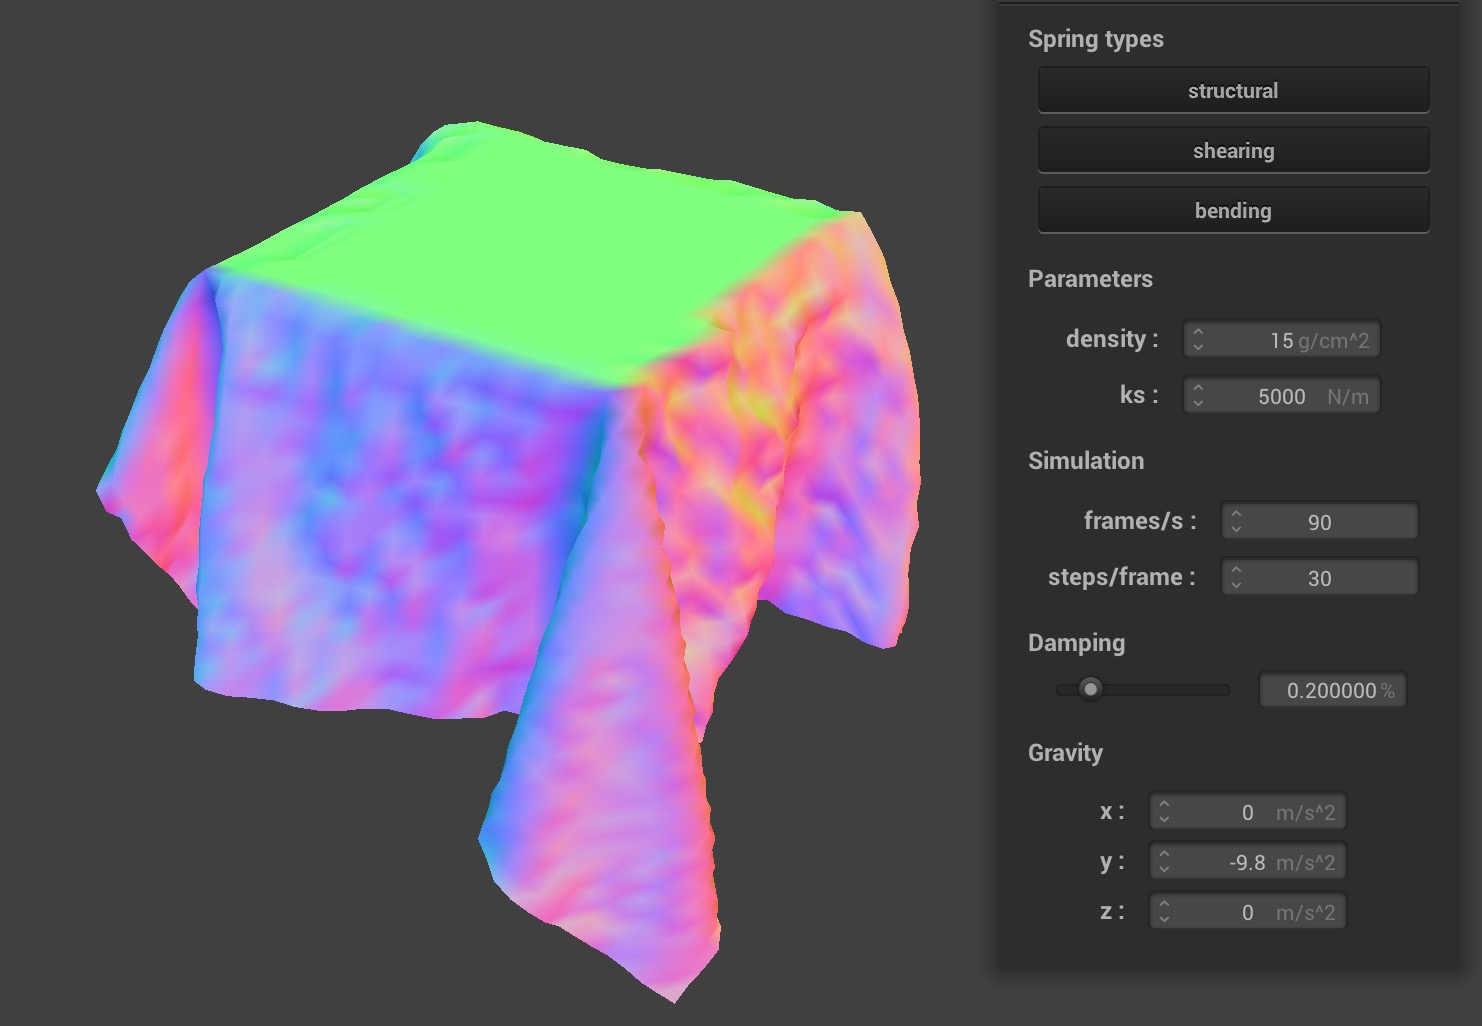 Spring types
structural
shearing
bending
Parameters
density : 15 g/cm^2
ks : 5000 N/m
Simulation
frames/s : 90
steps/frame : 30
Damping
0.200000 %
Gravity
x : 0 m/s^2
y : -9.8 m/s^2
z : 0 m/s^2